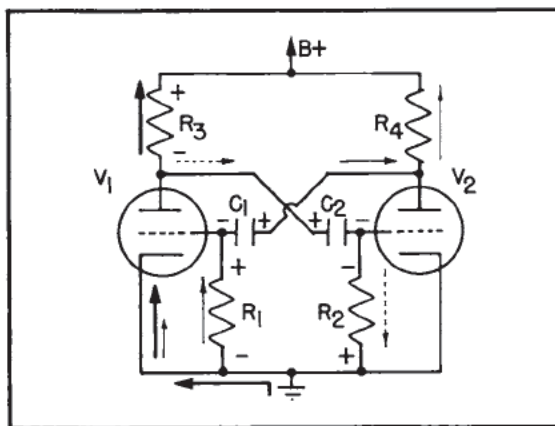 B+
+
R3
-
R4
V1
V2
- C1 +
+ C2 -
+
R1
-
-
R2
+